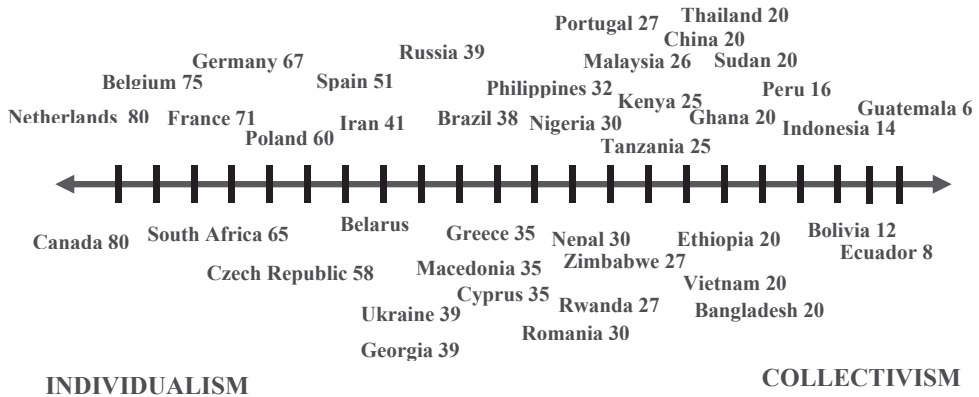 Thailand 20
Portugal 27
China 20
Russia 39
Germany 67
Malaysia 26
Sudan 20
Belgium 75
Spain 51
Philippines 32
Peru 16
Kenya 25
Guatemala 6
Netherlands 80
France 71
Iran 41
Brazil 38
Nigeria 30
Ghana 20
Indonesia 14
Poland 60
Tanzania 25
Belarus
Bolivia 12
Canada 80
South Africa 65
Greece 35
Nepal 30
Ethiopia 20
Ecuador 8
Czech Republic 58
Macedonia 35
Zimbabwe 27
Vietnam 20
Cyprus 35
Rwanda 27
Bangladesh 20
Ukraine 39
Romania 30
Georgia 39
INDIVIDUALISM
COLLECTIVISM